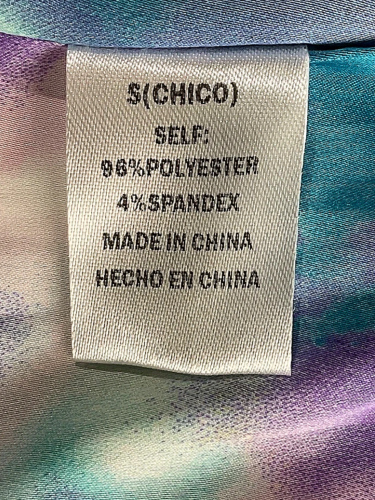 S(CHICO)
SELF:
96%POLYESTER
4%SPANDEX
MADE IN CHINA
HECHO EN CHINA